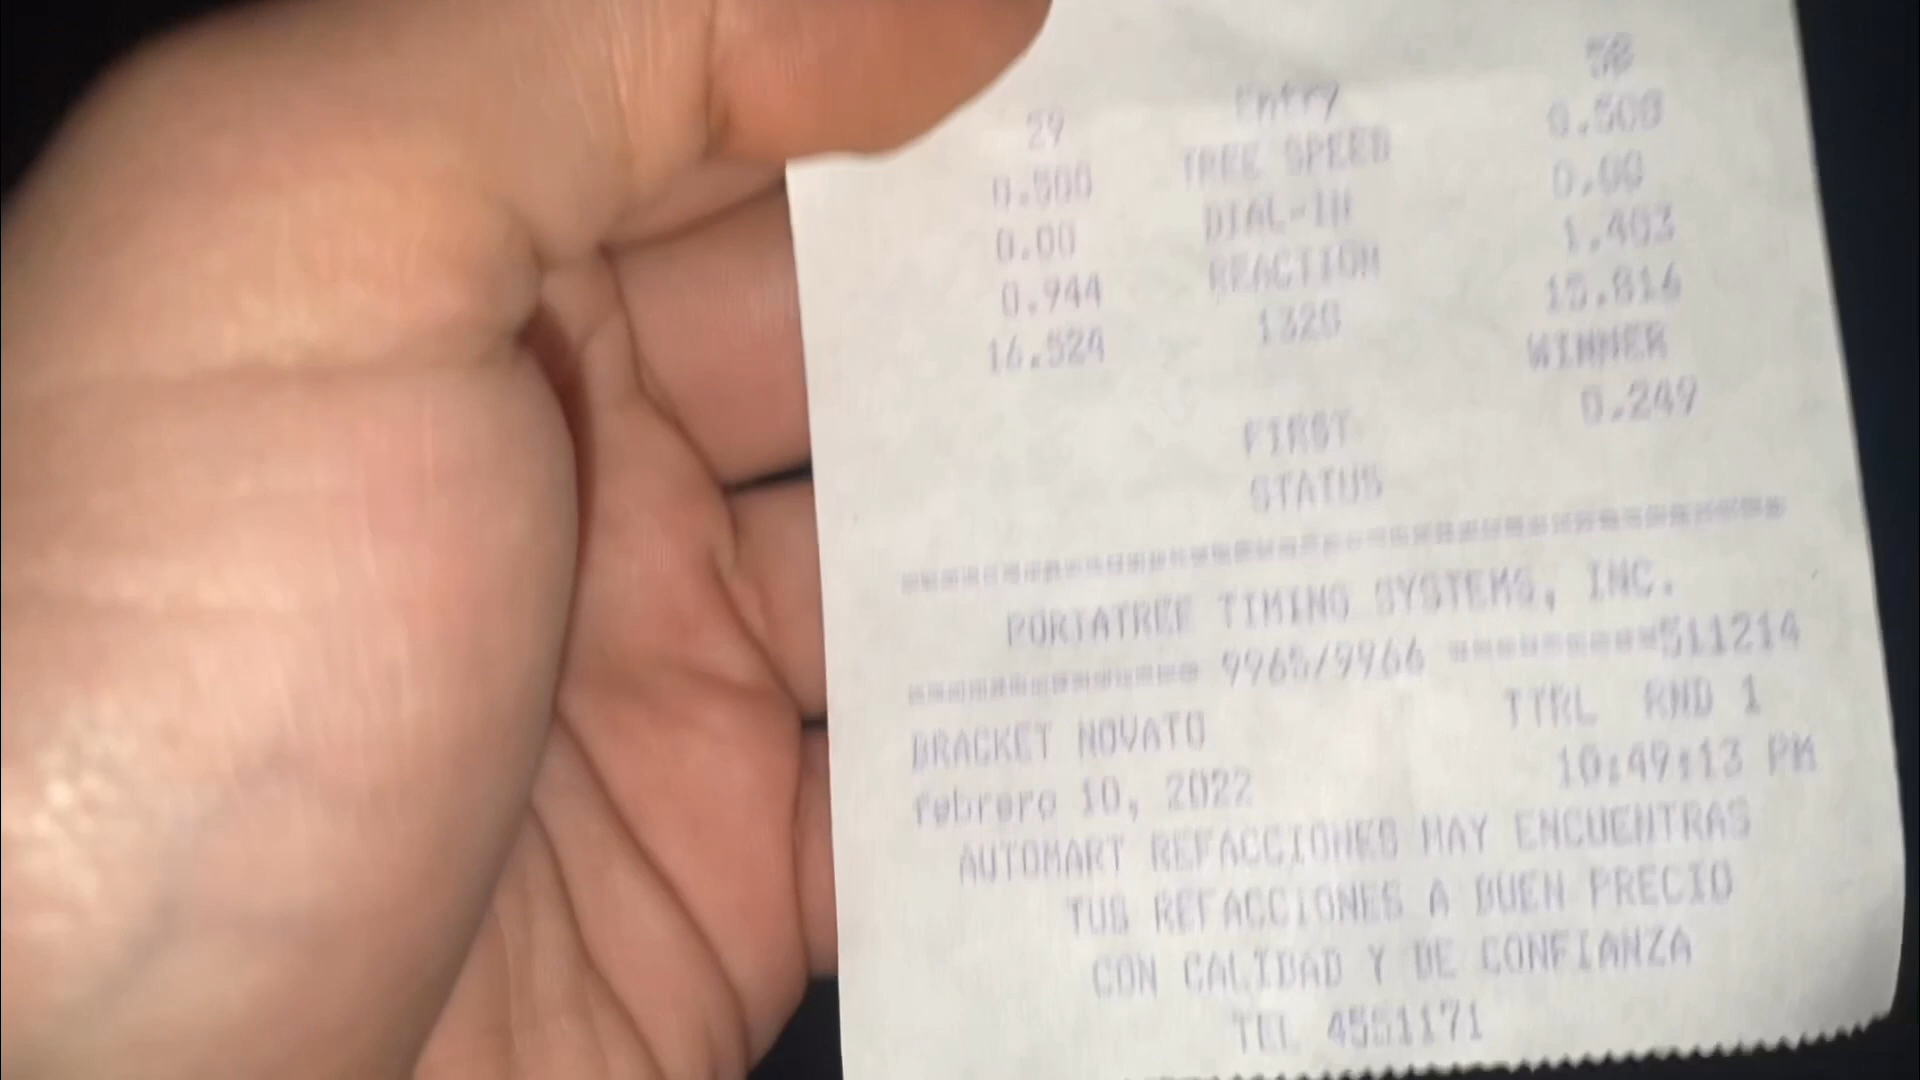 29 Entry 58
0.500 TREE SPEED 0.500
0.00 DIAL-IN 0.00
0.944 REACTION 1.403
16.524 1320 15.816
WINNER
FIRST 0.249
STATUS
PORTATREE TIMING SYSTEMS, INC.
============= 9965/9966 =========511214
BRACKET NOVATO TTRL RND 1
febrero 10, 2022 10:49:13 PM
AUTOMART REFACCIONES HAY ENCUENTRAS
TUS REFACCIONES A BUEN PRECIO
CON CALIDAD Y DE CONFIANZA
TEL 4551171